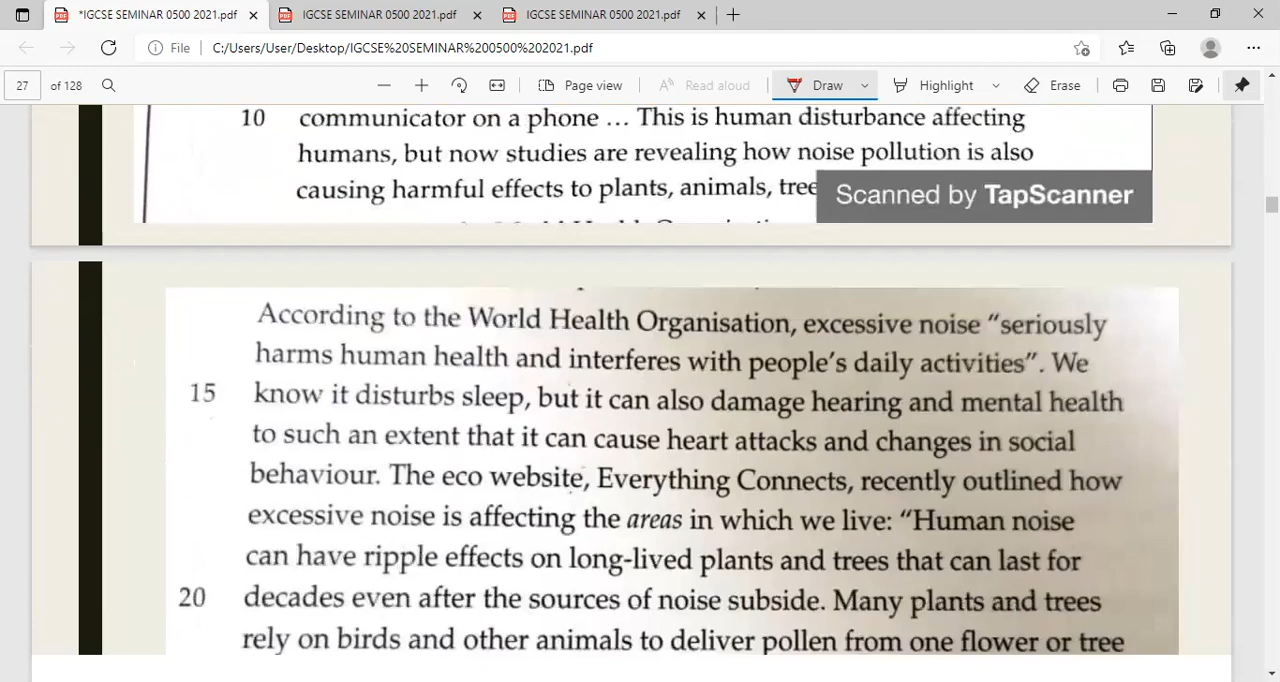 *IGCSE SEMINAR 0500 2021.pdf
IGCSE SEMINAR 0500 2021.pdf
IGCSE SEMINAR 0500 2021.pdf
File
C:/Users/User/Desktop/IGCSE%20SEMINAR%200500%202021.pdf
27 of 128
Page view
Read aloud
Draw
Highlight
Erase
10 communicator on a phone ... This is human disturbance affecting
humans, but now studies are revealing how noise pollution is also
causing harmful effects to plants, animals,
Scanned by TapScanner
According to the World Health Organisation, excessive noise “seriously
harms human health and interferes with people’s daily activities”. We
15 know it disturbs sleep, but it can also damage hearing and mental health
to such an extent that it can cause heart attacks and changes in social
behaviour. The eco website, Everything Connects, recently outlined how
excessive noise is affecting the areas in which we live: “Human noise
can have ripple effects on long-lived plants and trees that can last for
20 decades even after the sources of noise subside. Many plants and trees
rely on birds and other animals to deliver pollen from one flower or tree